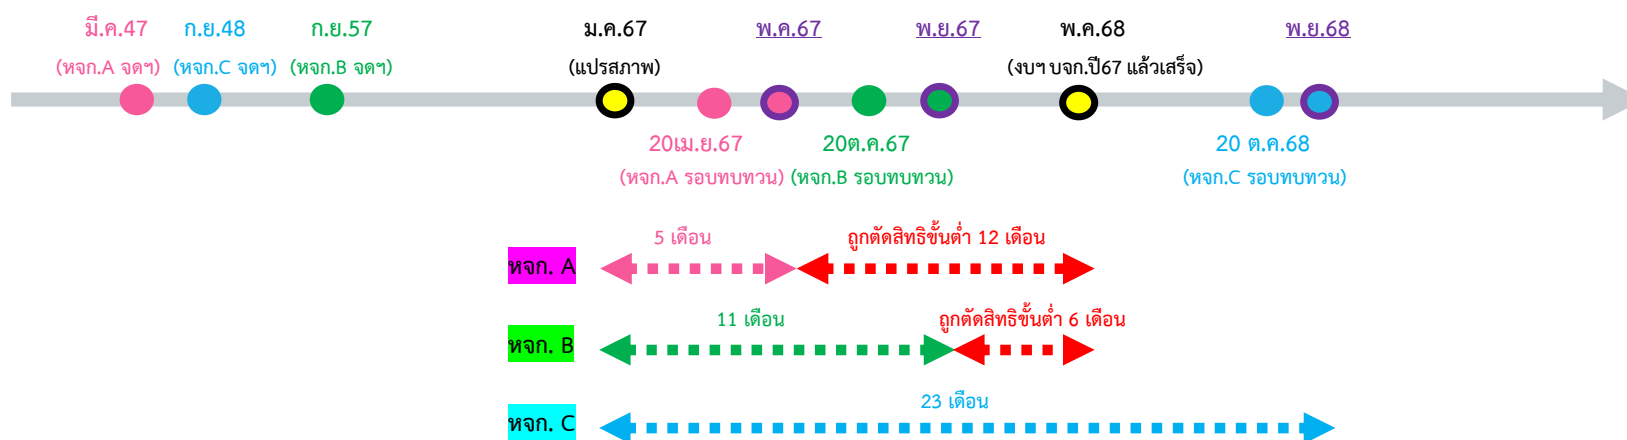 มี.ค.47 ก.ย.48 ก.ย.57 ม.ค.67 พ.ค.67 พ.ย.67 พ.ค.68 พ.ย.68
(หจก.A จดฯ) (หจก.C จดฯ) (หจก.B จดฯ) (แปรสภาพ) (งบฯ บจก.ปี67 แล้วเสร็จ)
20เม.ย.67 20ต.ค.67 20 ต.ค.68
(หจก.A รอบทบทวน) (หจก.B รอบทบทวน) (หจก.C รอบทบทวน)
5 เดือน ถูกตัดสิทธิขั้นต่ำ 12 เดือน
หจก. A
11 เดือน ถูกตัดสิทธิขั้นต่ำ 6 เดือน
หจก. B
23 เดือน
หจก. C